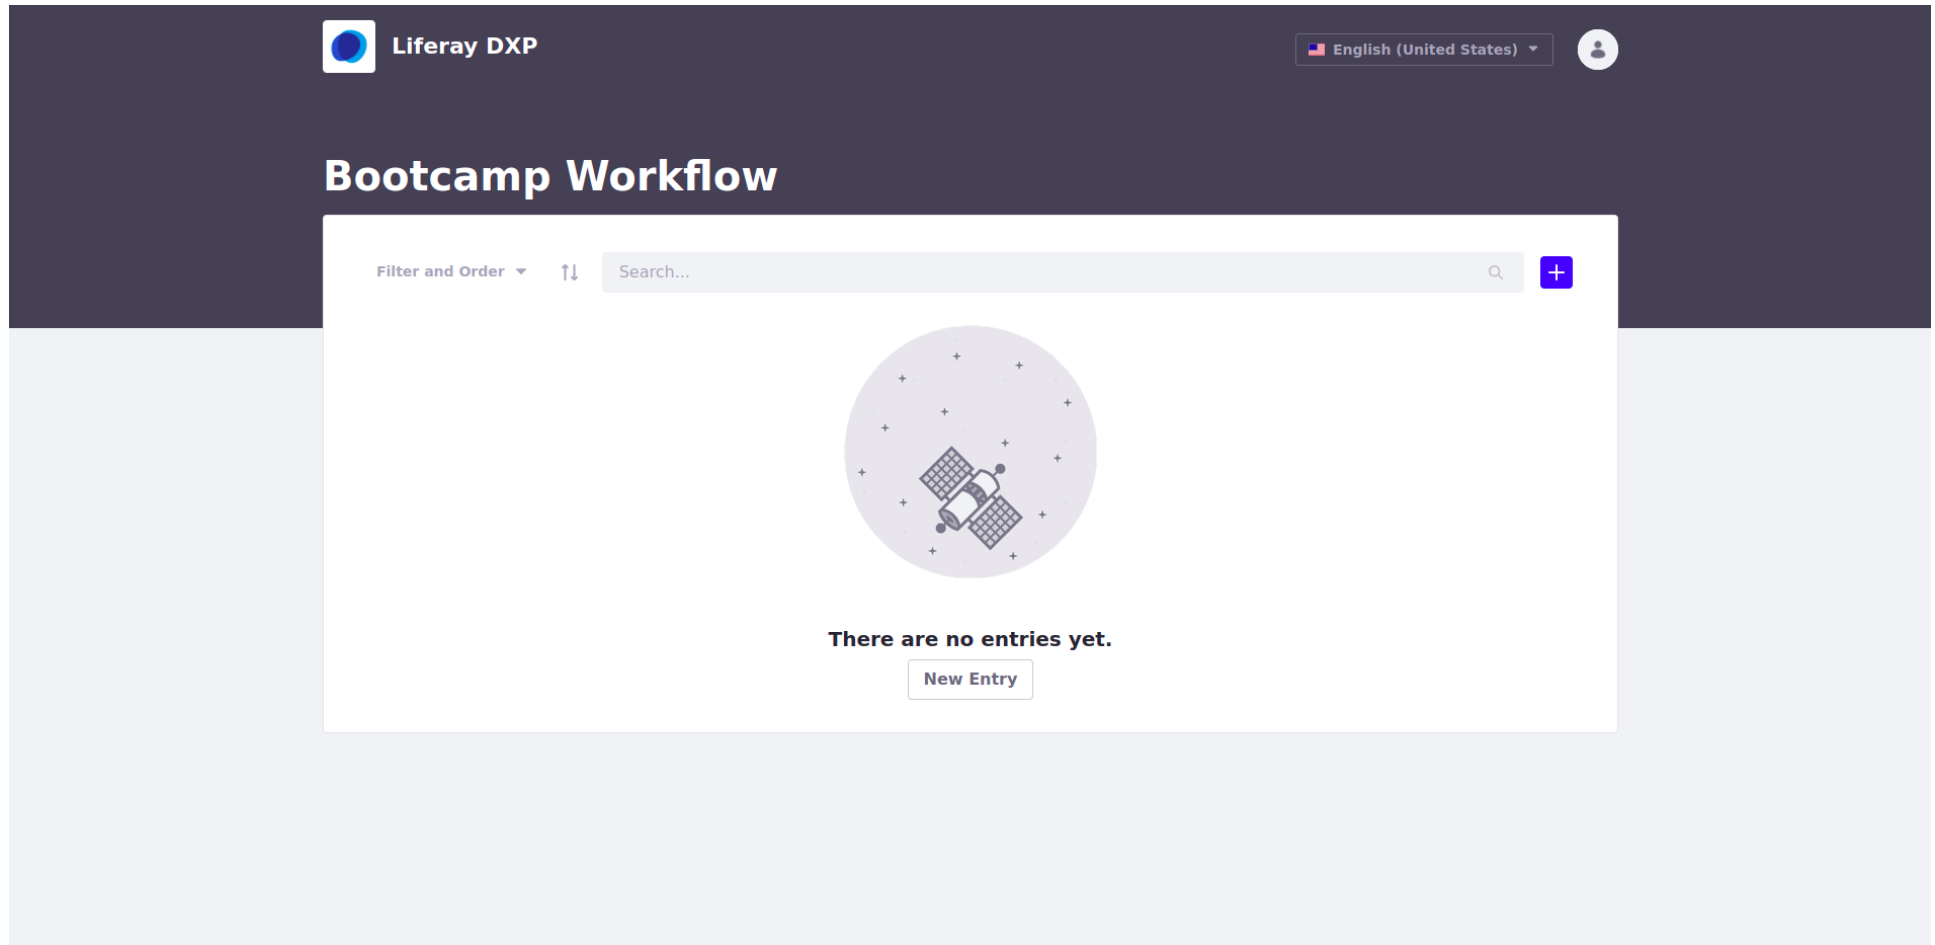 Liferay DXP
English (United States)
Bootcamp Workflow
Filter and Order
Search...
There are no entries yet.
New Entry